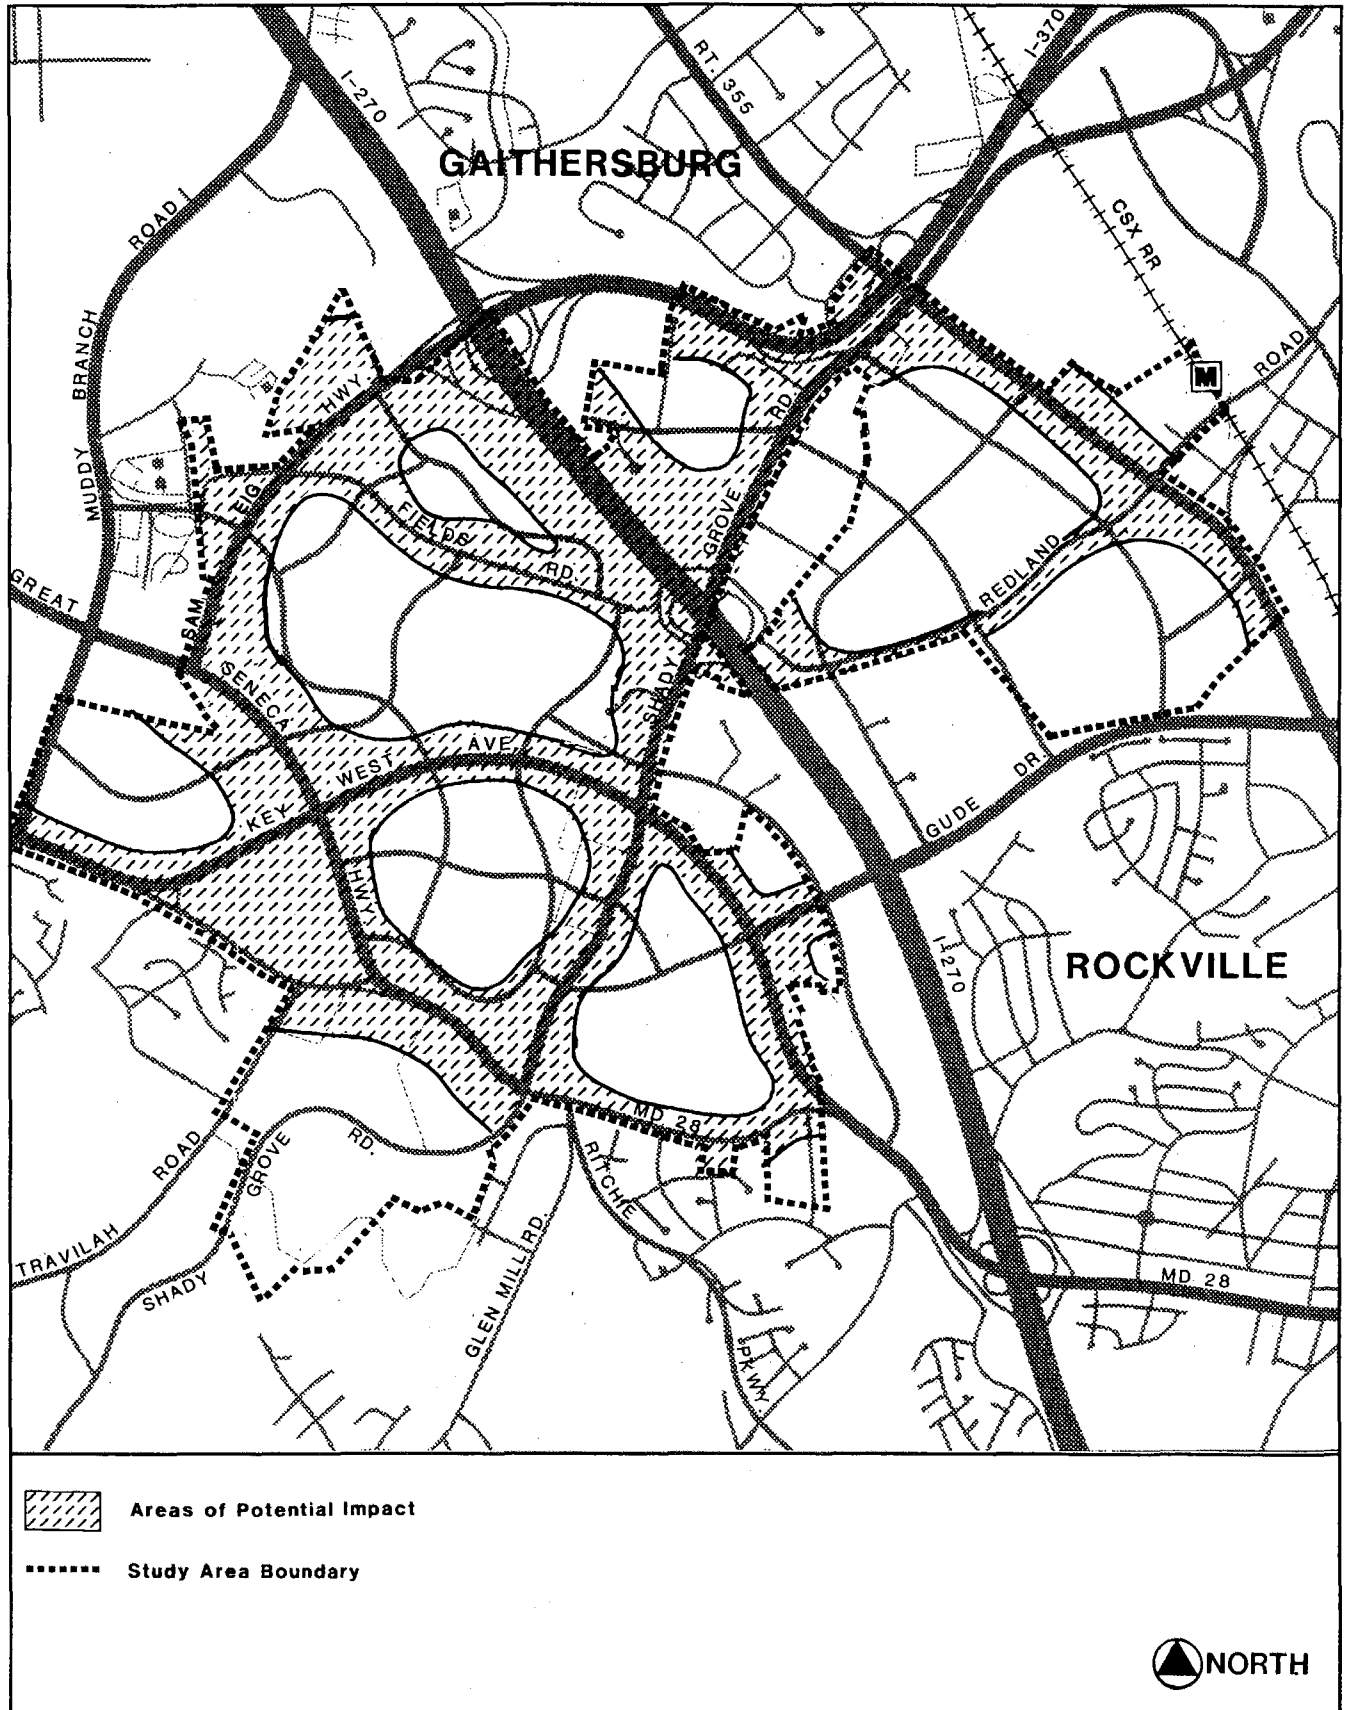 I-270
RT. 355
I-370
GAITHERSBURG
CSX RR
MUDDY BRANCH ROAD
M
REDLAND ROAD
SAM EIG HWY
FIELDS RD.
SHADY GROVE RD.
GREAT SENECA HWY.
KEY WEST AVE
GUDE DR.
I-270
ROCKVILLE
MD 28
RITCHIE PKWY.
TRAVILAH ROAD
SHADY GROVE RD.
GLEN MILL RD.
MD 28
Areas of Potential Impact
Study Area Boundary
NORTH